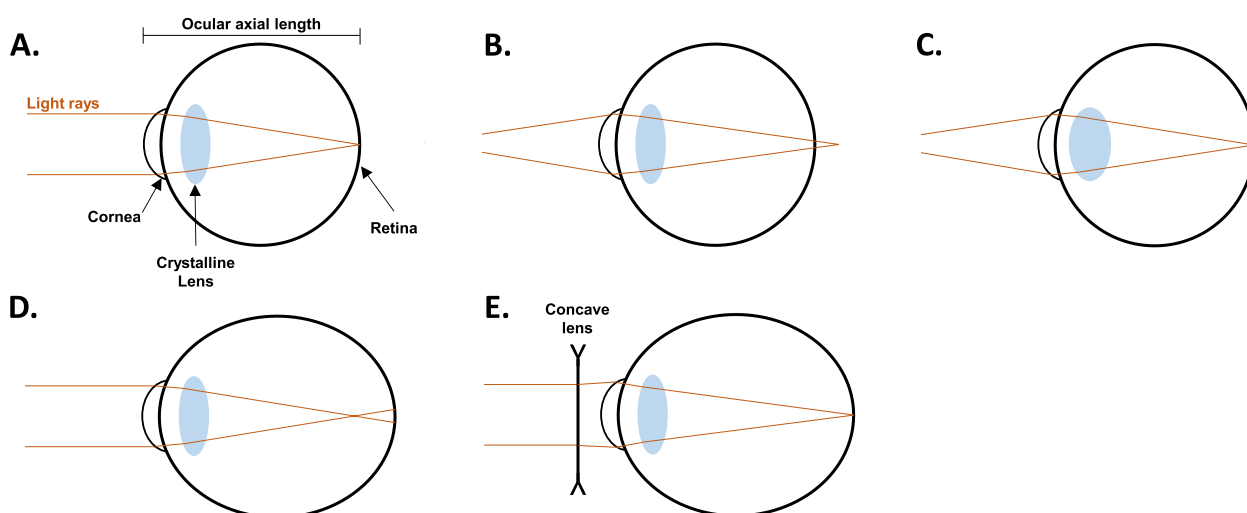 A.
Ocular axial length
B.
C.
Light rays
Cornea
Retina
Crystalline
Lens
D.
E.
Concave
lens